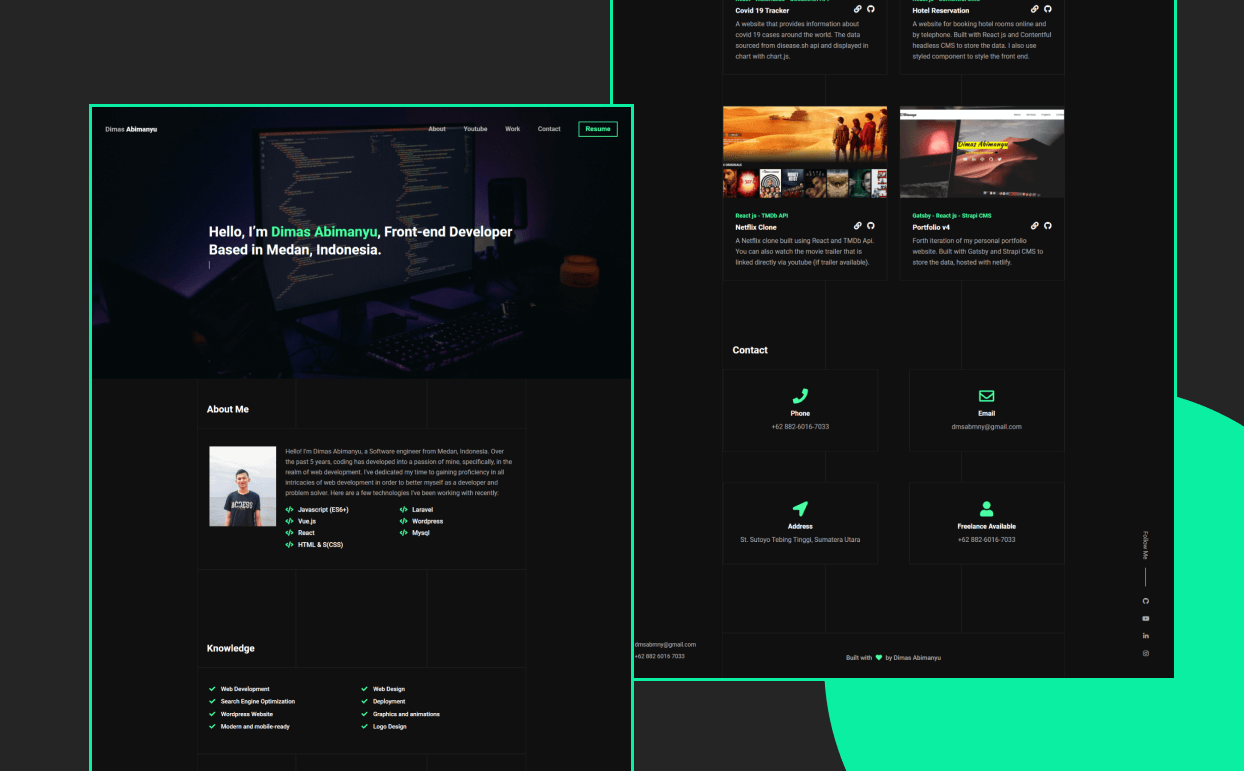 Dimas Abimanyu
About
Youtube
Work
Contact
Resume
Hello, I'm Dimas Abimanyu, Front-end Developer
Based in Medan, Indonesia.
About Me
Hello! I'm Dimas Abimanyu, a Software engineer from Medan, Indonesia. Over
the past 5 years, coding has developed into a passion of mine, specifically, in the
realm of web development. I've dedicated my time to gaining proficiency in all
intricacies of web development in order to better myself as a developer and
problem solver. Here are a few technologies I've been working with recently:
Javascript (ES6+)
Vue.js
React
HTML & S(CSS)
Laravel
Wordpress
Mysql
Knowledge
Web Development
Search Engine Optimization
Wordpress Website
Modern and mobile-ready
Web Design
Deployment
Graphics and animations
Logo Design
Covid 19 Tracker
A website that provides information about
covid 19 cases around the world. The data
sourced from disease.sh api and displayed in
chart with chart.js.
Hotel Reservation
A website for booking hotel rooms online and
by telephone. Built with React js and Contentful
headless CMS to store the data. I also use
styled component to style the front end.
React js - TMDb API
Netflix Clone
A Netflix clone built using React and TMDb Api.
You can also watch the movie trailer that is
linked directly via youtube (if trailer available).
Dimas Abimanyu
Gatsby - React js - Strapi CMS
Portfolio v4
Forth iteration of my personal portfolio
website. Built with Gatsby and Strapi CMS to
store the data, hosted with netlify.
Contact
Phone
+62 882-6016-7033
Email
dmsabmny@gmail.com
Address
St. Sutoyo Tebing Tinggi, Sumatera Utara
Freelance Available
+62 882-6016-7033
Follow Me
dmsabmny@gmail.com
+62 882 6016 7033
Built with by Dimas Abimanyu